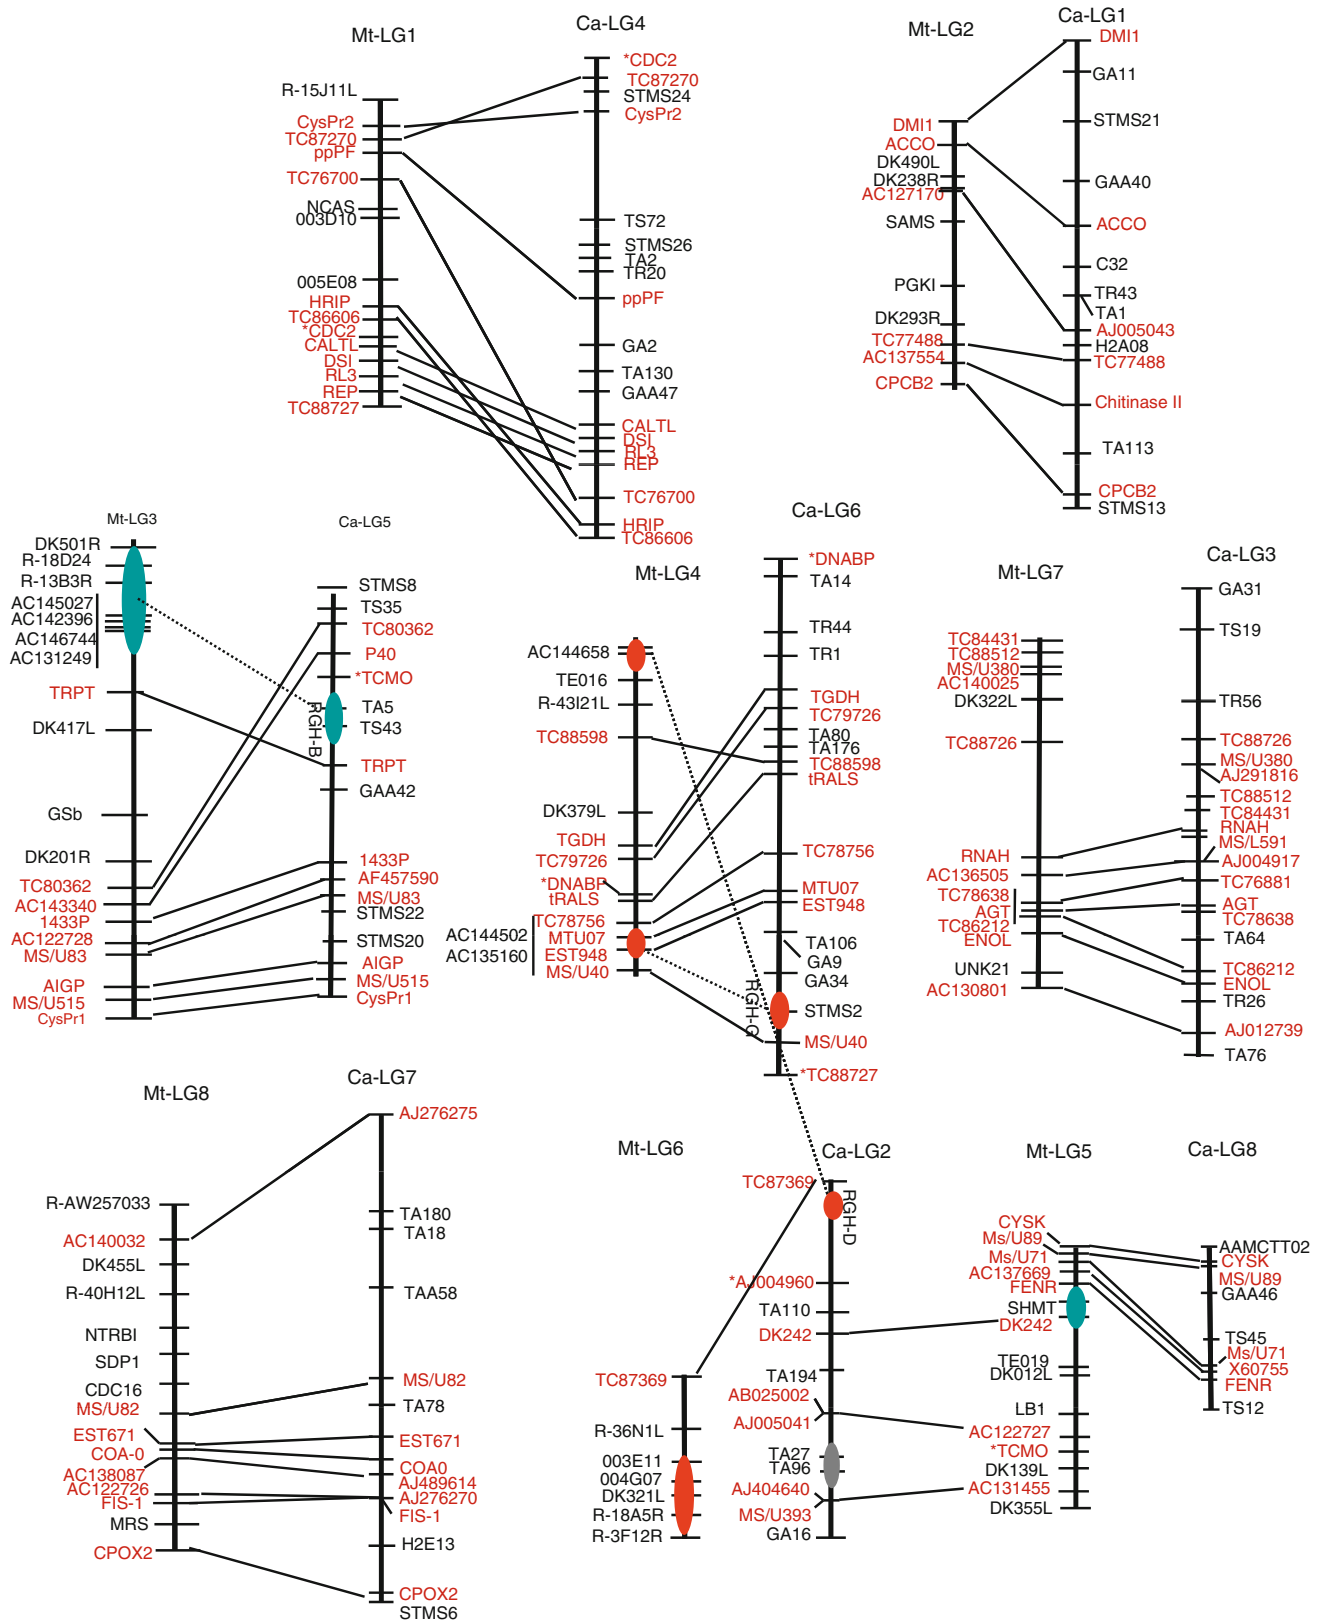 Mt-LG1
R-15J11L
CysPr2
TC87270
ppPF
TC76700
NCAS
003D10
005E08
HRIP
TC86606
*CDC2
CALTL
DSI
RL3
REP
TC88727
Ca-LG4
*CDC2
TC87270
STMS24
CysPr2
TS72
STMS26
TA2
TR20
ppPF
GA2
TA130
GAA47
CALTL
DSI
RL3
REP
TC76700
HRIP
TC86606
Mt-LG2
DMI1
ACCO
DK490L
DK238R
AC127170
SAMS
PGKI
DK293R
TC77488
AC137554
CPCB2
Ca-LG1
DMI1
GA11
STMS21
GAA40
ACCO
C32
TR43
TA1
AJ005043
H2A08
TC77488
Chitinase II
TA113
CPCB2
STMS13
Mt-LG3
DK501R
R-18D24
R-13B3R
AC145027
AC142396
AC146744
AC131249
TRPT
DK417L
GSb
DK201R
TC80362
AC143340
1433P
AC122728
MS/U83
AIGP
MS/U515
CysPr1
Ca-LG5
STMS8
TS35
TC80362
P40
*TCMO
TA5
TS43
RGH-B
TRPT
GAA42
1433P
AF457590
MS/U83
STMS22
STMS20
AIGP
MS/U515
CysPr1
Mt-LG4
AC144658
TE016
R-43I21L
TC88598
DK379L
TGDH
TC79726
*DNABP
tRALS
TC78756
AC144502
MTU07
AC135160
EST948
MS/U40
Ca-LG6
*DNABP
TA14
TR44
TR1
TGDH
TC79726
TA80
TA176
TC88598
tRALS
TC78756
MTU07
EST948
TA106
GA9
GA34
RGH-G
STMS2
MS/U40
*TC88727
Mt-LG7
TC84431
TC88512
MS/U380
AC140025
DK322L
TC88726
RNAH
AC136505
TC78638
AGT
TC86212
ENOL
UNK21
AC130801
Ca-LG3
GA31
TS19
TR56
TC88726
MS/U380
AJ291816
TC88512
TC84431
RNAH
MS/L591
AJ004917
TC76881
AGT
TC78638
TA64
TC86212
ENOL
TR26
AJ012739
TA76
Mt-LG8
R-AW257033
AC140032
DK455L
R-40H12L
NTRBI
SDP1
CDC16
MS/U82
EST671
COA-0
AC138087
AC122726
FIS-1
MRS
CPOX2
Ca-LG7
AJ276275
TA180
TA18
TAA58
MS/U82
TA78
EST671
COA0
AJ489614
AJ276270
FIS-1
H2E13
CPOX2
STMS6
Mt-LG6
TC87369
R-36N1L
003E11
004G07
DK321L
R-18A5R
R-3F12R
Ca-LG2
TC87369
RGH-D
*AJ004960
TA110
DK242
TA194
AB025002
AJ005041
TA27
TA96
AJ404640
MS/U393
GA16
Mt-LG5
CYSK
Ms/U89
Ms/U71
AC137669
FENR
SHMT
DK242
TE019
DK012L
LB1
AC122727
*TCMO
DK139L
AC131455
DK355L
Ca-LG8
AAMCTT02
CYSK
MS/U89
GAA46
TS45
Ms/U71
X60755
FENR
TS12